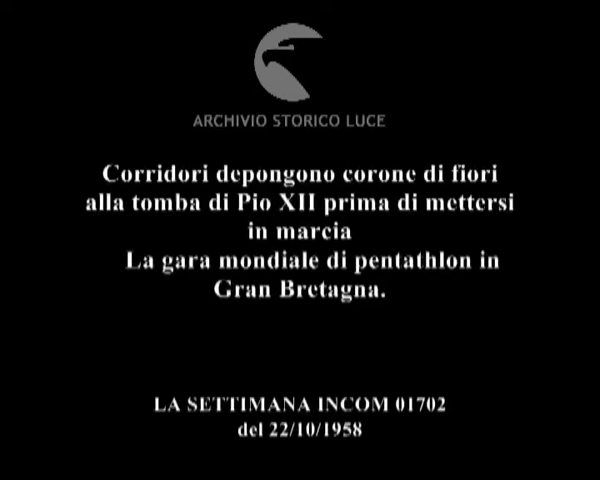 ARCHIVIO STORICO LUCE
Corridori depongono corone di fiori
alla tomba di Pio XII prima di mettersi
in marcia
La gara mondiale di pentathlon in
Gran Bretagna.
LA SETTIMANA INCOM 01702
del 22/10/1958